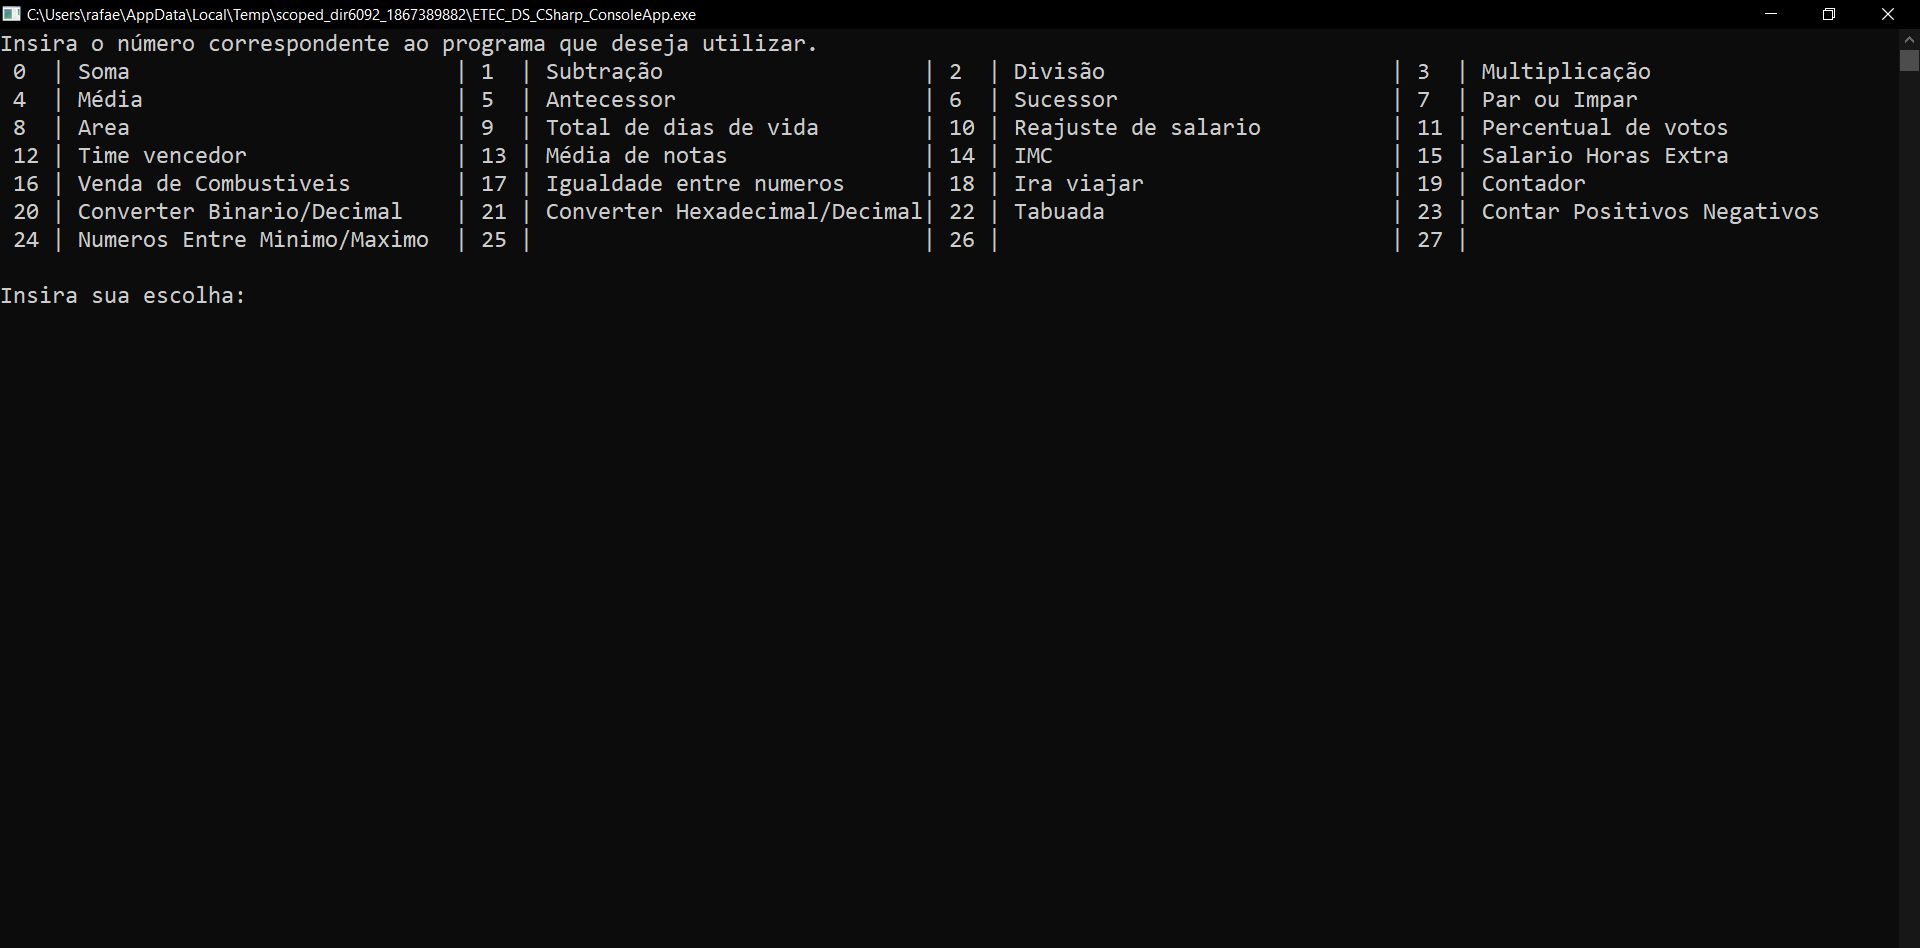 C:\Users\rafae\AppData\Local\Temp\scoped_dir6092_1867389882\ETEC_DS_CSharp_ConsoleApp.exe
Insira o número correspondente ao programa que deseja utilizar.
0 | Soma | 1 | Subtração | 2 | Divisão | 3 | Multiplicação
4 | Média | 5 | Antecessor | 6 | Sucessor | 7 | Par ou Impar
8 | Area | 9 | Total de dias de vida | 10 | Reajuste de salario | 11 | Percentual de votos
12 | Time vencedor | 13 | Média de notas | 14 | IMC | 15 | Salario Horas Extra
16 | Venda de Combustiveis | 17 | Igualdade entre numeros | 18 | Ira viajar | 19 | Contador
20 | Converter Binario/Decimal | 21 | Converter Hexadecimal/Decimal| 22 | Tabuada | 23 | Contar Positivos Negativos
24 | Numeros Entre Minimo/Maximo | 25 | | 26 | | 27 |
Insira sua escolha: